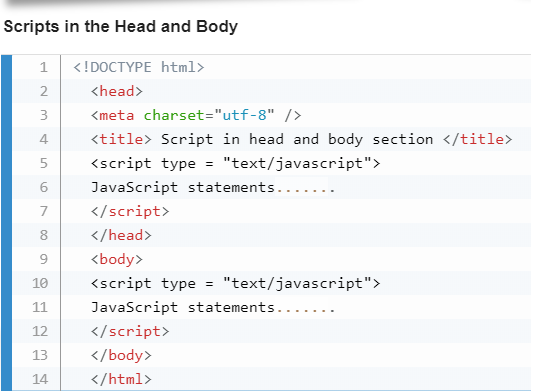 Scripts in the Head and Body
1 <!DOCTYPE html>
2 <head>
3 <meta charset="utf-8" />
4 <title> Script in head and body section </title>
5 <script type = "text/javascript">
6 JavaScript statements.......
7 </script>
8 </head>
9 <body>
10 <script type = "text/javascript">
11 JavaScript statements.......
12 </script>
13 </body>
14 </html>